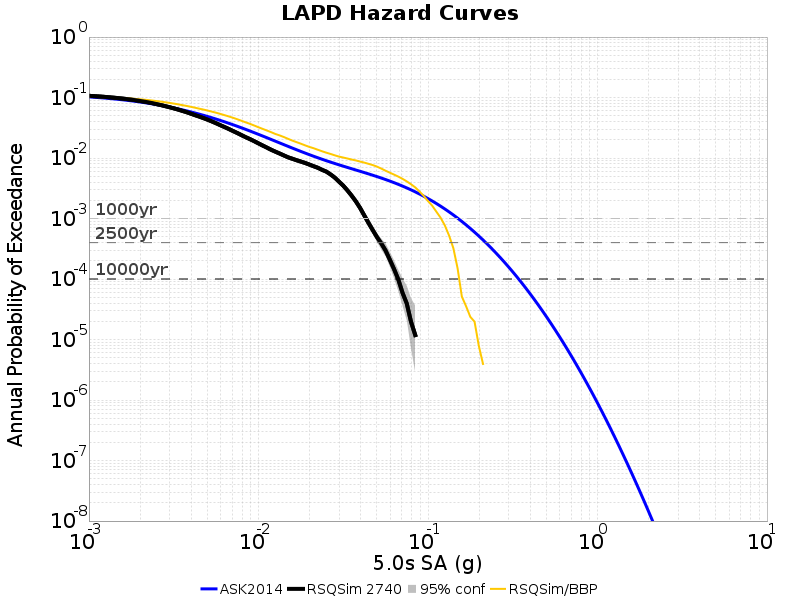 LAPD Hazard Curves
Annual Probability of Exceedance
10^0
10^-1
10^-2
10^-3
10^-4
10^-5
10^-6
10^-7
10^-8
1000yr
2500yr
10000yr
10^-3 10^-2 10^-1 10^0 10^1
5.0s SA (g)
ASK2014 RSQSim 2740 95% conf RSQSim/BBP